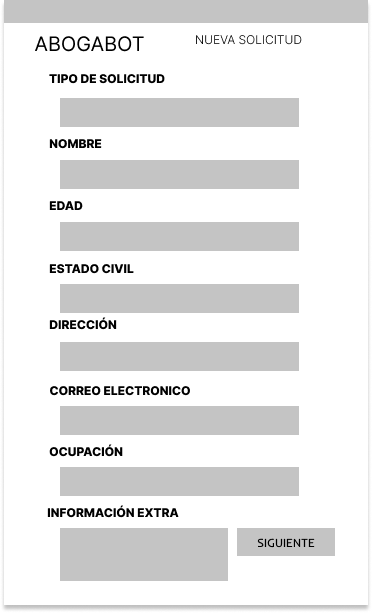 ABOGABOT
NUEVA SOLICITUD
TIPO DE SOLICITUD
NOMBRE
EDAD
ESTADO CIVIL
DIRECCIÓN
CORREO ELECTRONICO
OCUPACIÓN
INFORMACIÓN EXTRA
SIGUIENTE